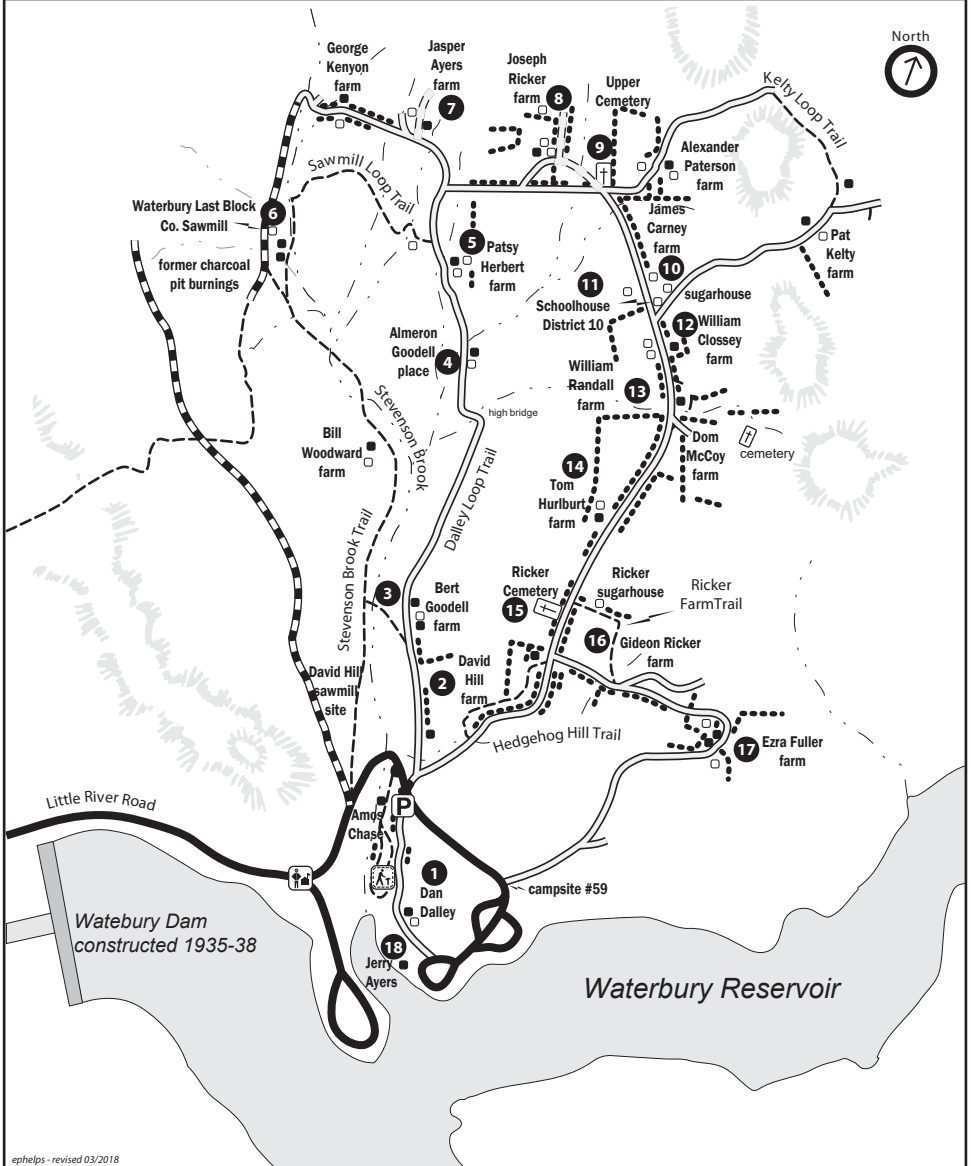 North
George
Kenyon
farm
Jasper
Ayers
farm
7
Joseph
Ricker
farm
8
Upper
Cemetery
9
Kelty Loop Trail
Alexander
Paterson
farm
Sawmill Loop Trail
Waterbury Last Block
Co. Sawmill
6
former charcoal
pit burnings
5
Patsy
Herbert
farm
James
Carney
farm
10
Pat
Kelty
farm
11
Schoolhouse
District 10
sugarhouse
12
William
Clossey
farm
Almeron
Goodell
place
4
William
Randall
farm
13
high bridge
Stevenson Brook
Bill
Woodward
farm
Dom
McCoy
farm
cemetery
14
Tom
Hurlburt
farm
Dalley Loop Trail
Stevenson Brook Trail
3
Bert
Goodell
farm
Ricker
Cemetery
15
Ricker
sugarhouse
Ricker
FarmTrail
16
Gideon Ricker
farm
David Hill
sawmill
site
2
David
Hill
farm
Hedgehog Hill Trail
17
Ezra Fuller
farm
Little River Road
P
Amos
Chase
1
Dan
Dalley
campsite #59
18
Jerry
Ayers
Watebury Dam
constructed 1935-38
Waterbury Reservoir
ephelps - revised 03/2018